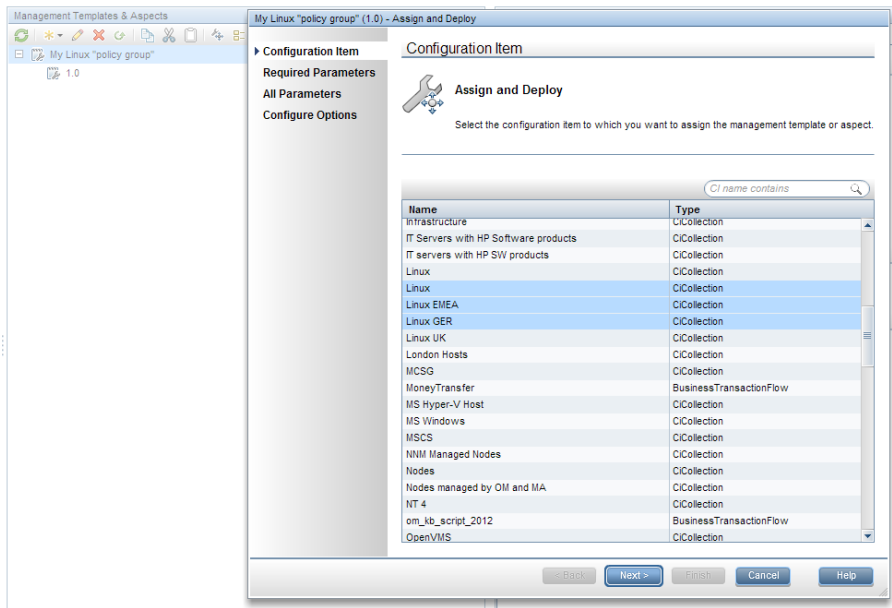 Management Templates & Aspects
My Linux "policy group"
1.0
My Linux "policy group" (1.0) - Assign and Deploy
Configuration Item
Required Parameters
All Parameters
Configure Options
Configuration Item
Assign and Deploy
Select the configuration item to which you want to assign the management template or aspect.
CI name contains
Name Type
Infrastructure CiCollection
IT Servers with HP Software products CiCollection
IT servers with HP SW products CiCollection
Linux CiCollection
Linux CiCollection
Linux EMEA CiCollection
Linux GER CiCollection
Linux UK CiCollection
London Hosts CiCollection
MCSG CiCollection
MoneyTransfer BusinessTransactionFlow
MS Hyper-V Host CiCollection
MS Windows CiCollection
MSCS CiCollection
NNM Managed Nodes CiCollection
Nodes CiCollection
Nodes managed by OM and MA CiCollection
NT 4 CiCollection
om_kb_script_2012 BusinessTransactionFlow
OpenVMS CiCollection
< Back Next > Finish Cancel Help